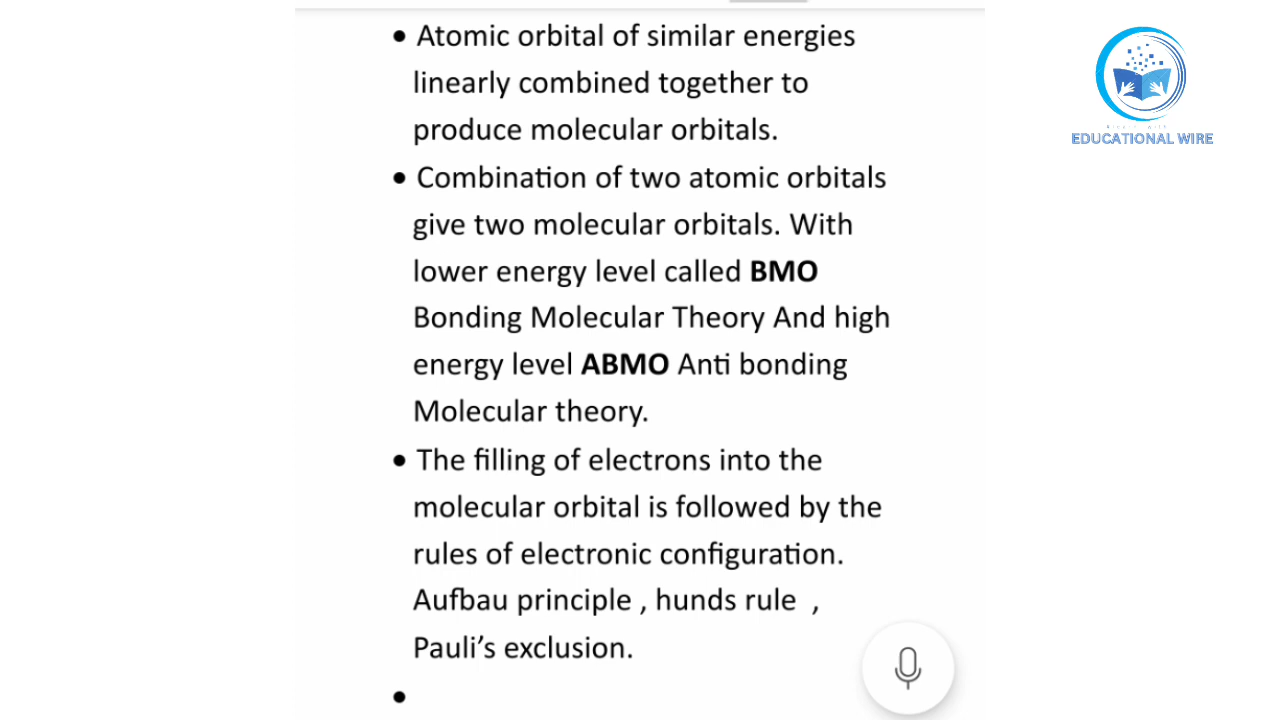 • Atomic orbital of similar energies
linearly combined together to
produce molecular orbitals.
• Combination of two atomic orbitals
give two molecular orbitals. With
lower energy level called BMO
Bonding Molecular Theory And high
energy level ABMO Anti bonding
Molecular theory.
• The filling of electrons into the
molecular orbital is followed by the
rules of electronic configuration.
Aufbau principle , hunds rule  ,
Pauli’s exclusion.
•
EDUCATIONAL WIRE